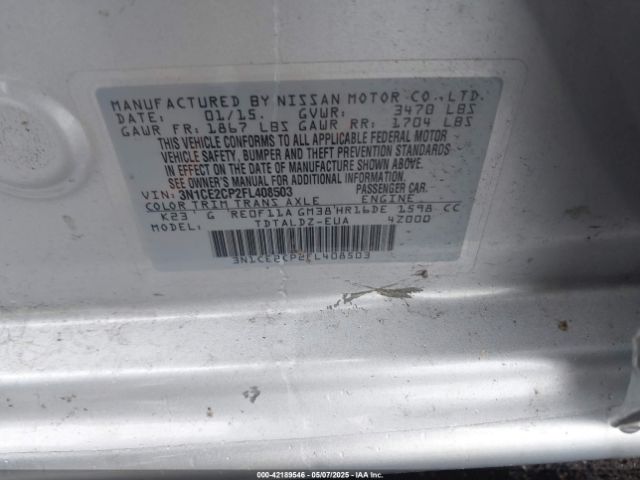 MANUFACTURED BY NISSAN MOTOR CO., LTD.
DATE: 01/15. GVWR: 3470 LBS
GAWR FR: 1867 LBS GAWR RR: 1704 LBS
THIS VEHICLE CONFORMS TO ALL APPLICABLE FEDERAL MOTOR
VEHICLE SAFETY, BUMPER AND THEFT PREVENTION STANDARDS
IN EFFECT ON THE DATE OF MANUFACTURE SHOWN ABOVE.
SEE OWNER'S MANUAL FOR LOADING. PASSENGER CAR.
VIN: 3N1CE2CP2FL408503
COLOR TRIM TRANS AXLE ENGINE
K23 G RE0F11A GM38 HR16DE 1598 CC
MODEL: TDTALDZ-EUA 4Z000
3N1CE2CP2FL408503
000-42189546 - 05/07/2025 - IAA Inc.